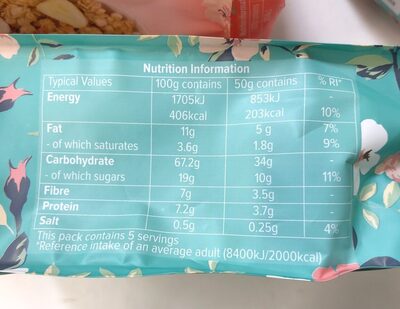 Nutrition Information
Typical Values 100g contains 50g contains % RI*
Energy 1705kJ 853kJ -
406kcal 203kcal 10%
Fat 11g 5 g 7%
- of which saturates 3.6g 1.8g 9%
Carbohydrate 67.2g 34g -
- of which sugars 19g 10g 11%
Fibre 7g 3.5g -
Protein 7.2g 3.7g -
Salt 0.5g 0.25g 4%
This pack contains 5 servings
*Reference intake of an average adult (8400kJ/2000kcal)